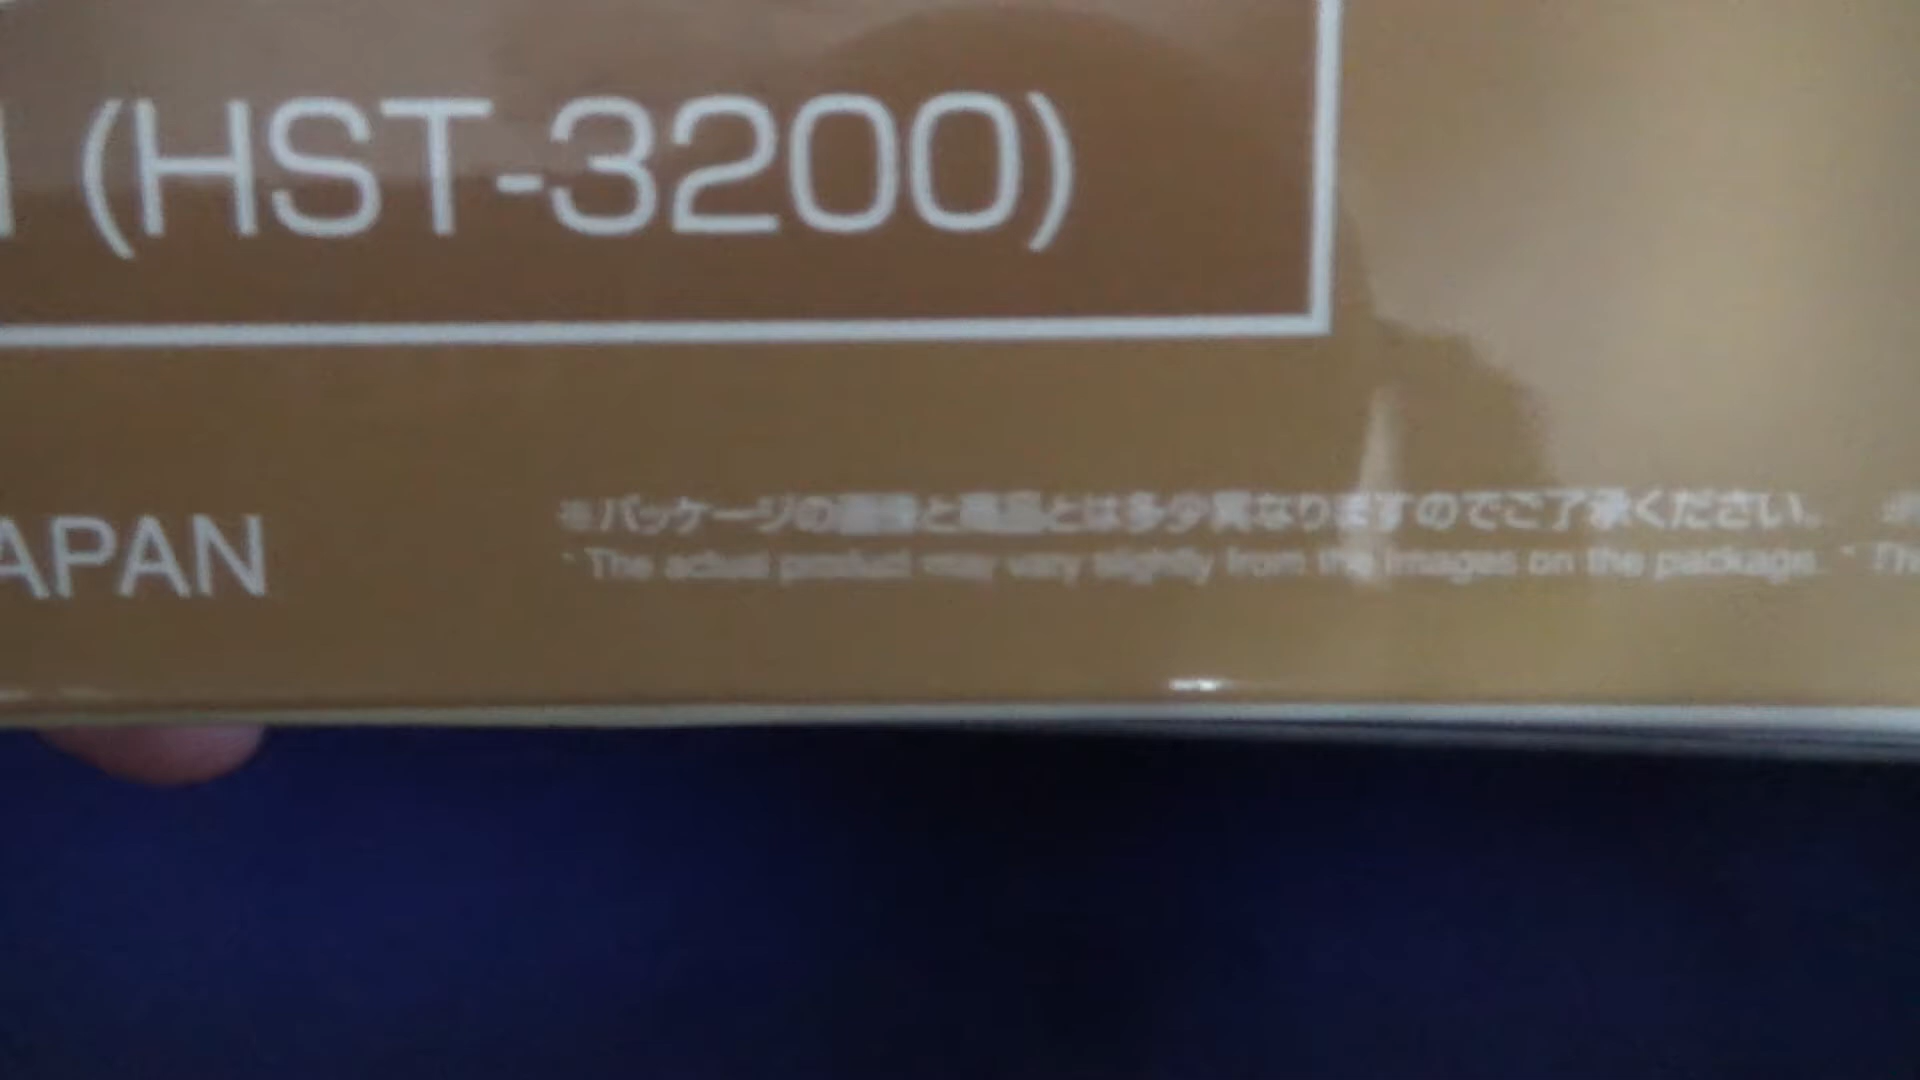 (HST-3200)
APAN
※パッケージの画像と商品とは多少異なりますのでご了承ください。
* The actual product may vary slightly from the images on the package. * Th